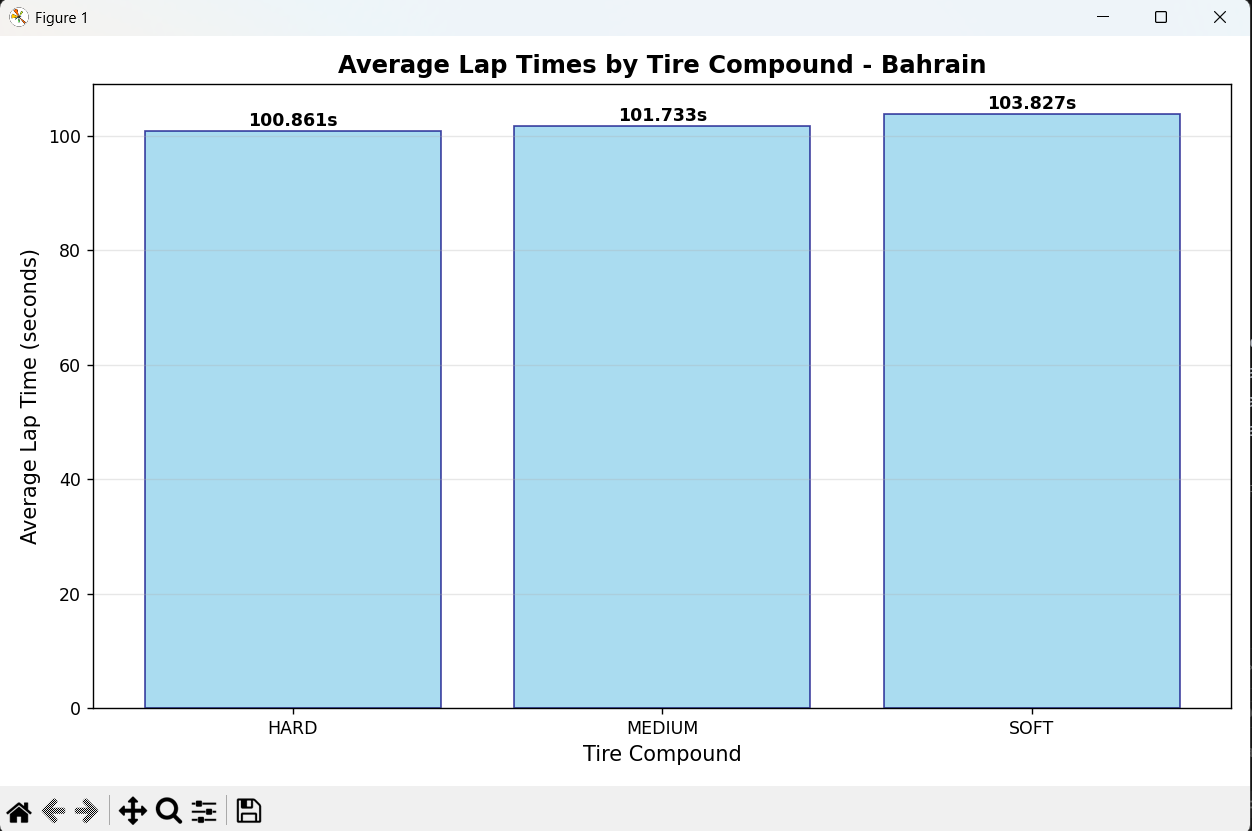 Figure 1
Average Lap Times by Tire Compound - Bahrain
100.861s
101.733s
103.827s
100
80
60
40
20
0
Average Lap Time (seconds)
HARD
MEDIUM
SOFT
Tire Compound